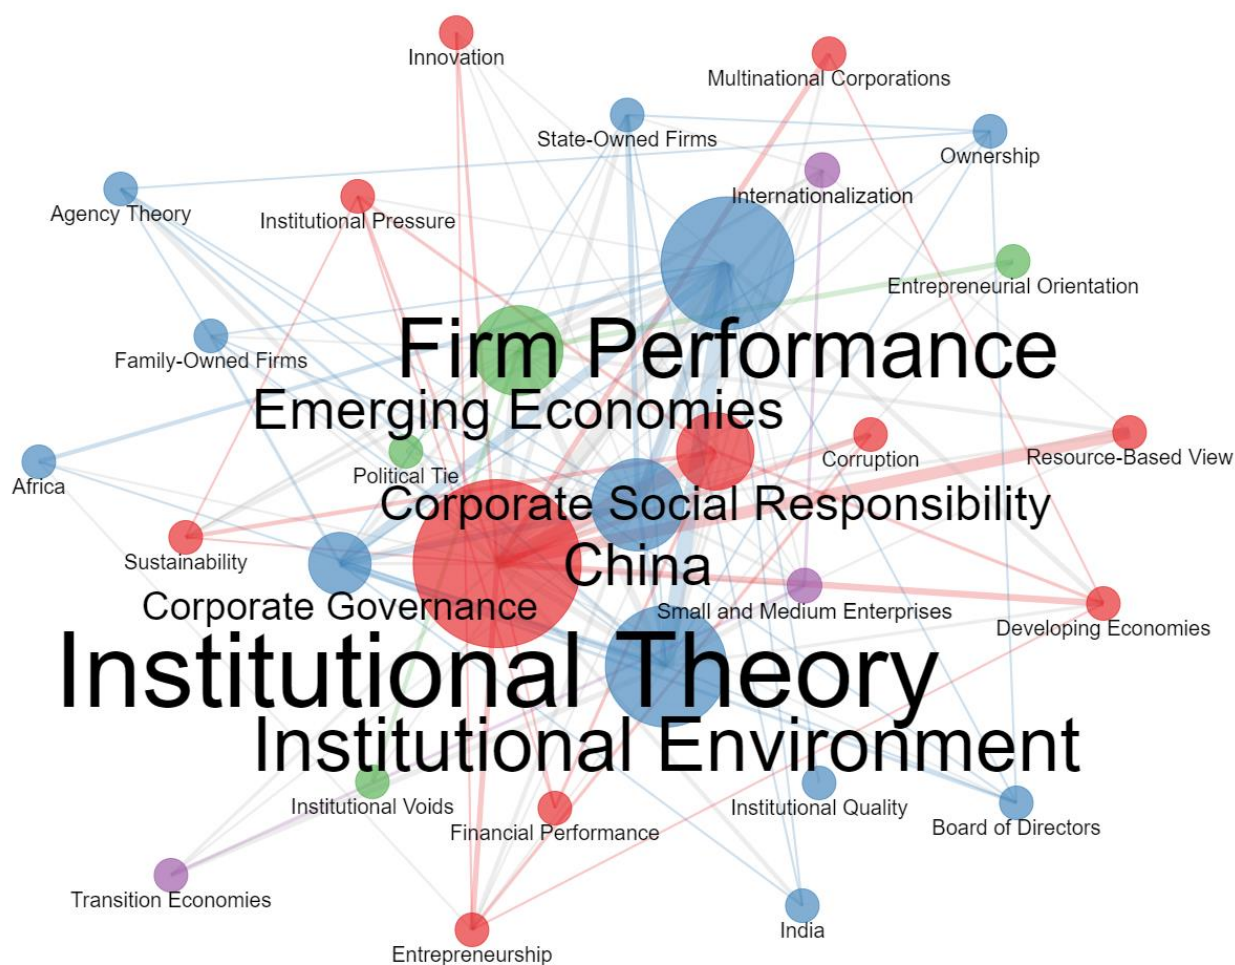 Innovation
Multinational Corporations
State-Owned Firms
Ownership
Internationalization
Agency Theory
Institutional Pressure
Entrepreneurial Orientation
Firm Performance
Family-Owned Firms
Emerging Economies
Corruption
Resource-Based View
Political Tie
Africa
Corporate Social Responsibility
Sustainability
China
Corporate Governance
Small and Medium Enterprises
Developing Economies
Institutional Theory
Institutional Environment
Institutional Voids
Institutional Quality
Financial Performance
Board of Directors
Transition Economies
India
Entrepreneurship